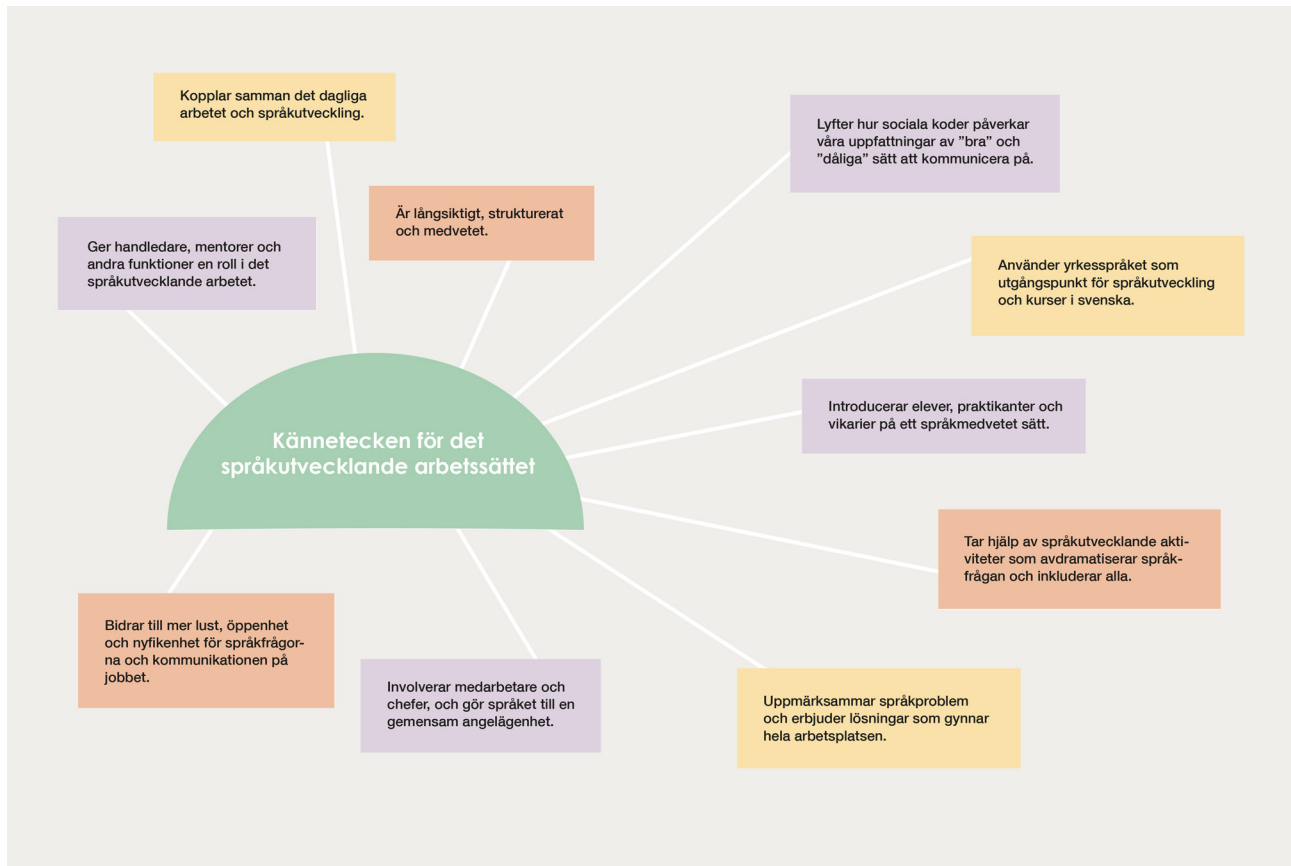 Kopplar samman det dagliga
arbetet och språkutveckling.
Lyfter hur sociala koder påverkar
våra uppfattningar av ”bra” och
”dåliga” sätt att kommunicera på.
Är långsiktigt, strukturerat
och medvetet.
Ger handledare, mentorer och
andra funktioner en roll i det
språkutvecklande arbetet.
Använder yrkesspråket som
utgångspunkt för språkutveckling
och kurser i svenska.
Introducerar elever, praktikanter och
vikarier på ett språkmedvetet sätt.
Kännetecken för det
språkutvecklande arbetssättet
Tar hjälp av språkutvecklande akti-
viteter som avdramatiserar språk-
frågan och inkluderar alla.
Bidrar till mer lust, öppenhet
och nyfikenhet för språkfrågor-
na och kommunikationen på
jobbet.
Involverar medarbetare och
chefer, och gör språket till en
gemensam angelägenhet.
Uppmärksammar språkproblem
och erbjuder lösningar som gynnar
hela arbetsplatsen.